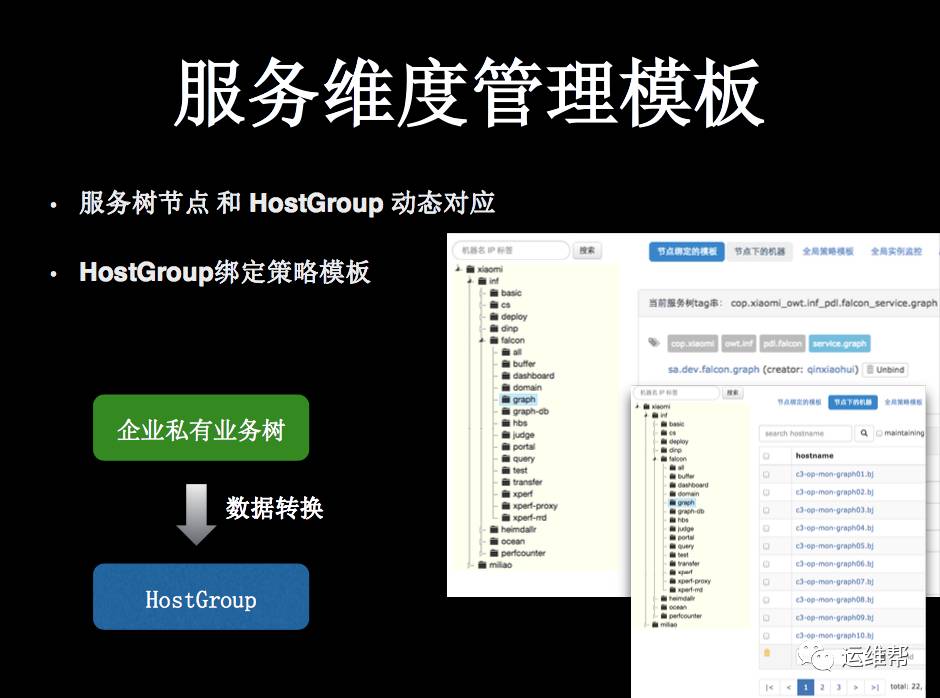 服务维度管理模板
• 服务树节点 和 HostGroup 动态对应
• HostGroup绑定策略模板
企业私有业务树
数据转换
HostGroup
机器名 IP 标签 搜索
xiaomi
inf
basic
cs
deploy
dinp
falcon
all
buffer
dashboard
domain
graph
graph-db
hbs
judge
portal
query
test
transfer
xperf
xperf-proxy
xperf-rrd
heimdallr
ocean
perfcounter
miliao
节点绑定的模板 节点下的机器 全局策略模板 全局实例监控
当前服务树tag串: cop.xiaomi_owt.inf_pdl.falcon_service.graph
cop.xiaomi owt.inf pdl.falcon service.graph
sa.dev.falcon.graph (creator: qinxiaohui) Unbind
机器名 IP 标签 搜索
xiaomi
inf
basic
cs
deploy
dinp
falcon
all
buffer
dashboard
domain
graph
graph-db
hbs
judge
portal
query
test
transfer
xperf
xperf-proxy
xperf-rrd
heimdallr
ocean
perfcounter
miliao
节点绑定的模板 节点下的机器 全局策略模板
search hostname maintaining
hostname
c3-op-mon-graph01.bj
c3-op-mon-graph02.bj
c3-op-mon-graph03.bj
c3-op-mon-graph04.bj
c3-op-mon-graph05.bj
c3-op-mon-graph06.bj
c3-op-mon-graph07.bj
c3-op-mon-graph08.bj
c3-op-mon-graph09.bj
c3-op-mon-graph10.bj
运维帮
|< < 1 2 3 > >| total: 22,